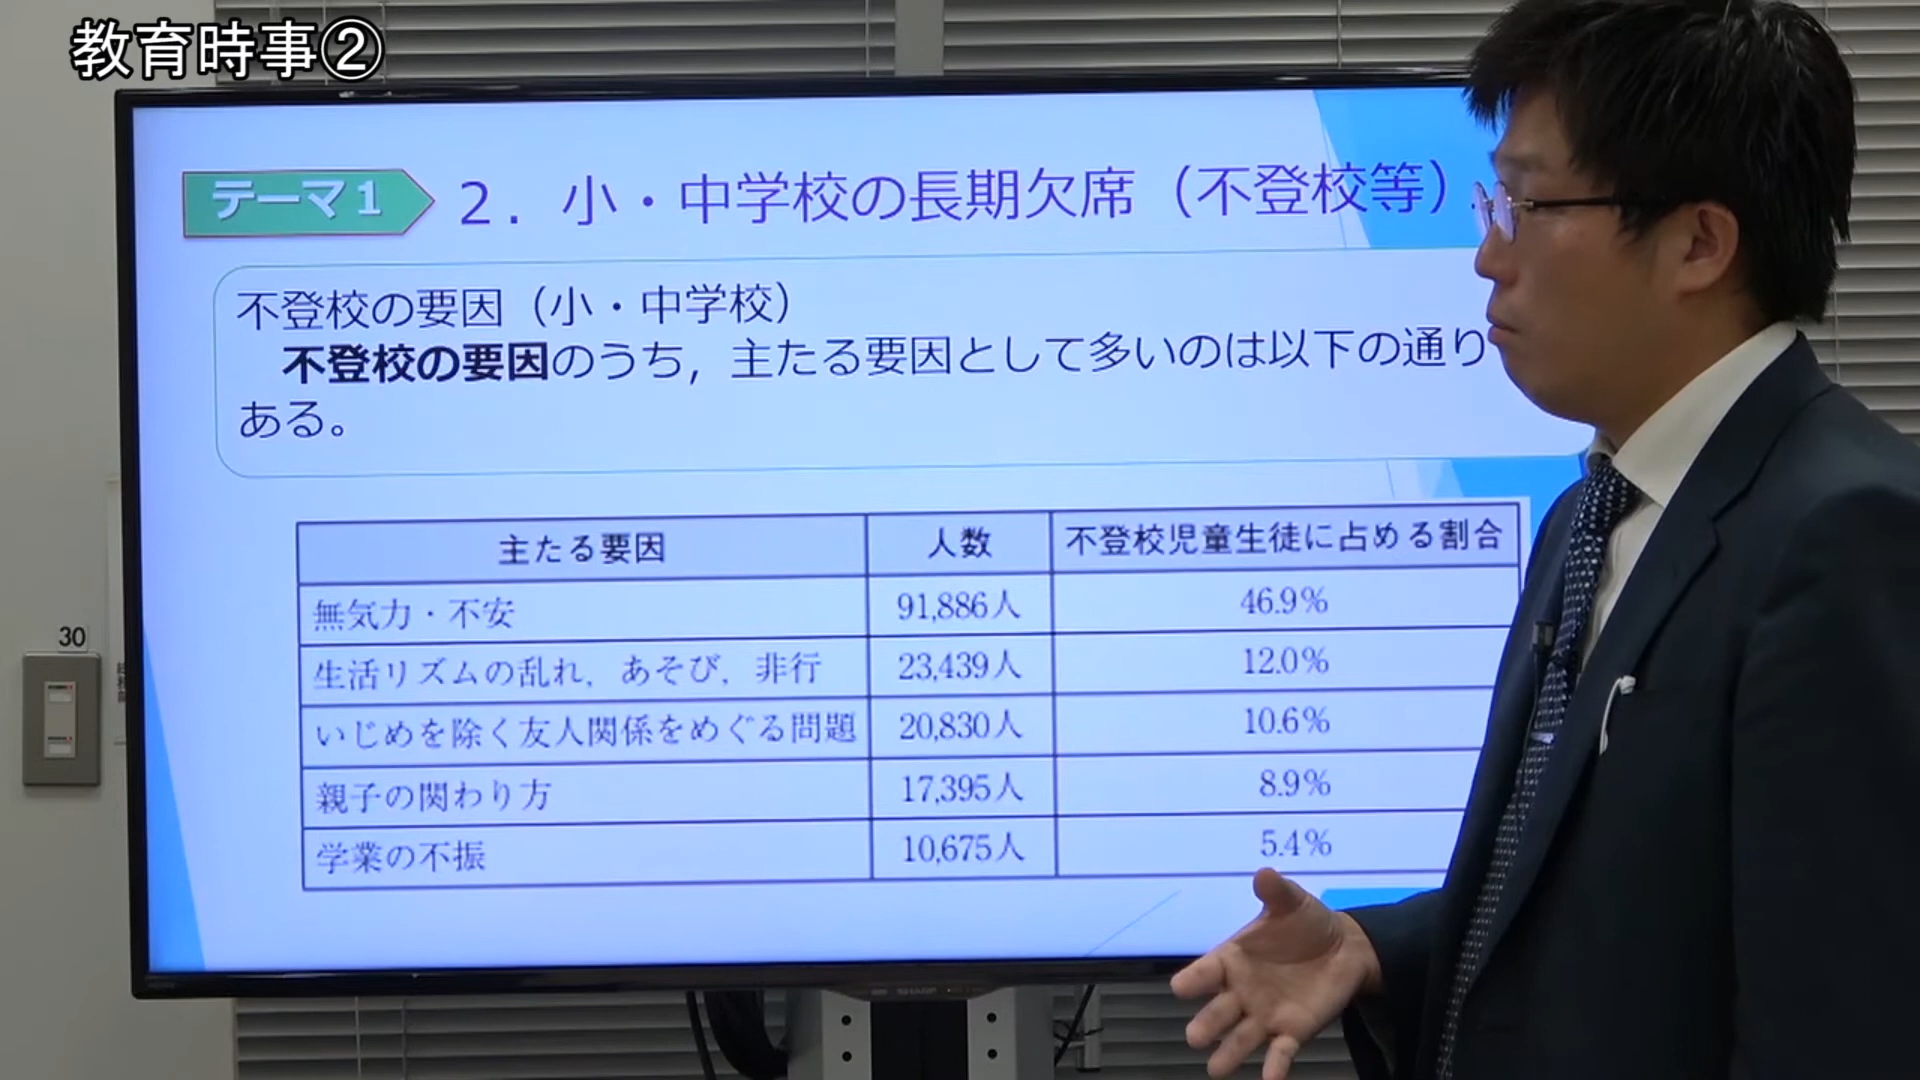 教育時事②
テーマ1
2．小・中学校の長期欠席（不登校等）
不登校の要因（小・中学校）
不登校の要因のうち，主たる要因として多いのは以下の通り
ある。
主たる要因 人数 不登校児童生徒に占める割合
無気力・不安 91,886人 46.9%
生活リズムの乱れ，あそび，非行 23,439人 12.0%
いじめを除く友人関係をめぐる問題 20,830人 10.6%
親子の関わり方 17,395人 8.9%
学業の不振 10,675人 5.4%
30
SHARP